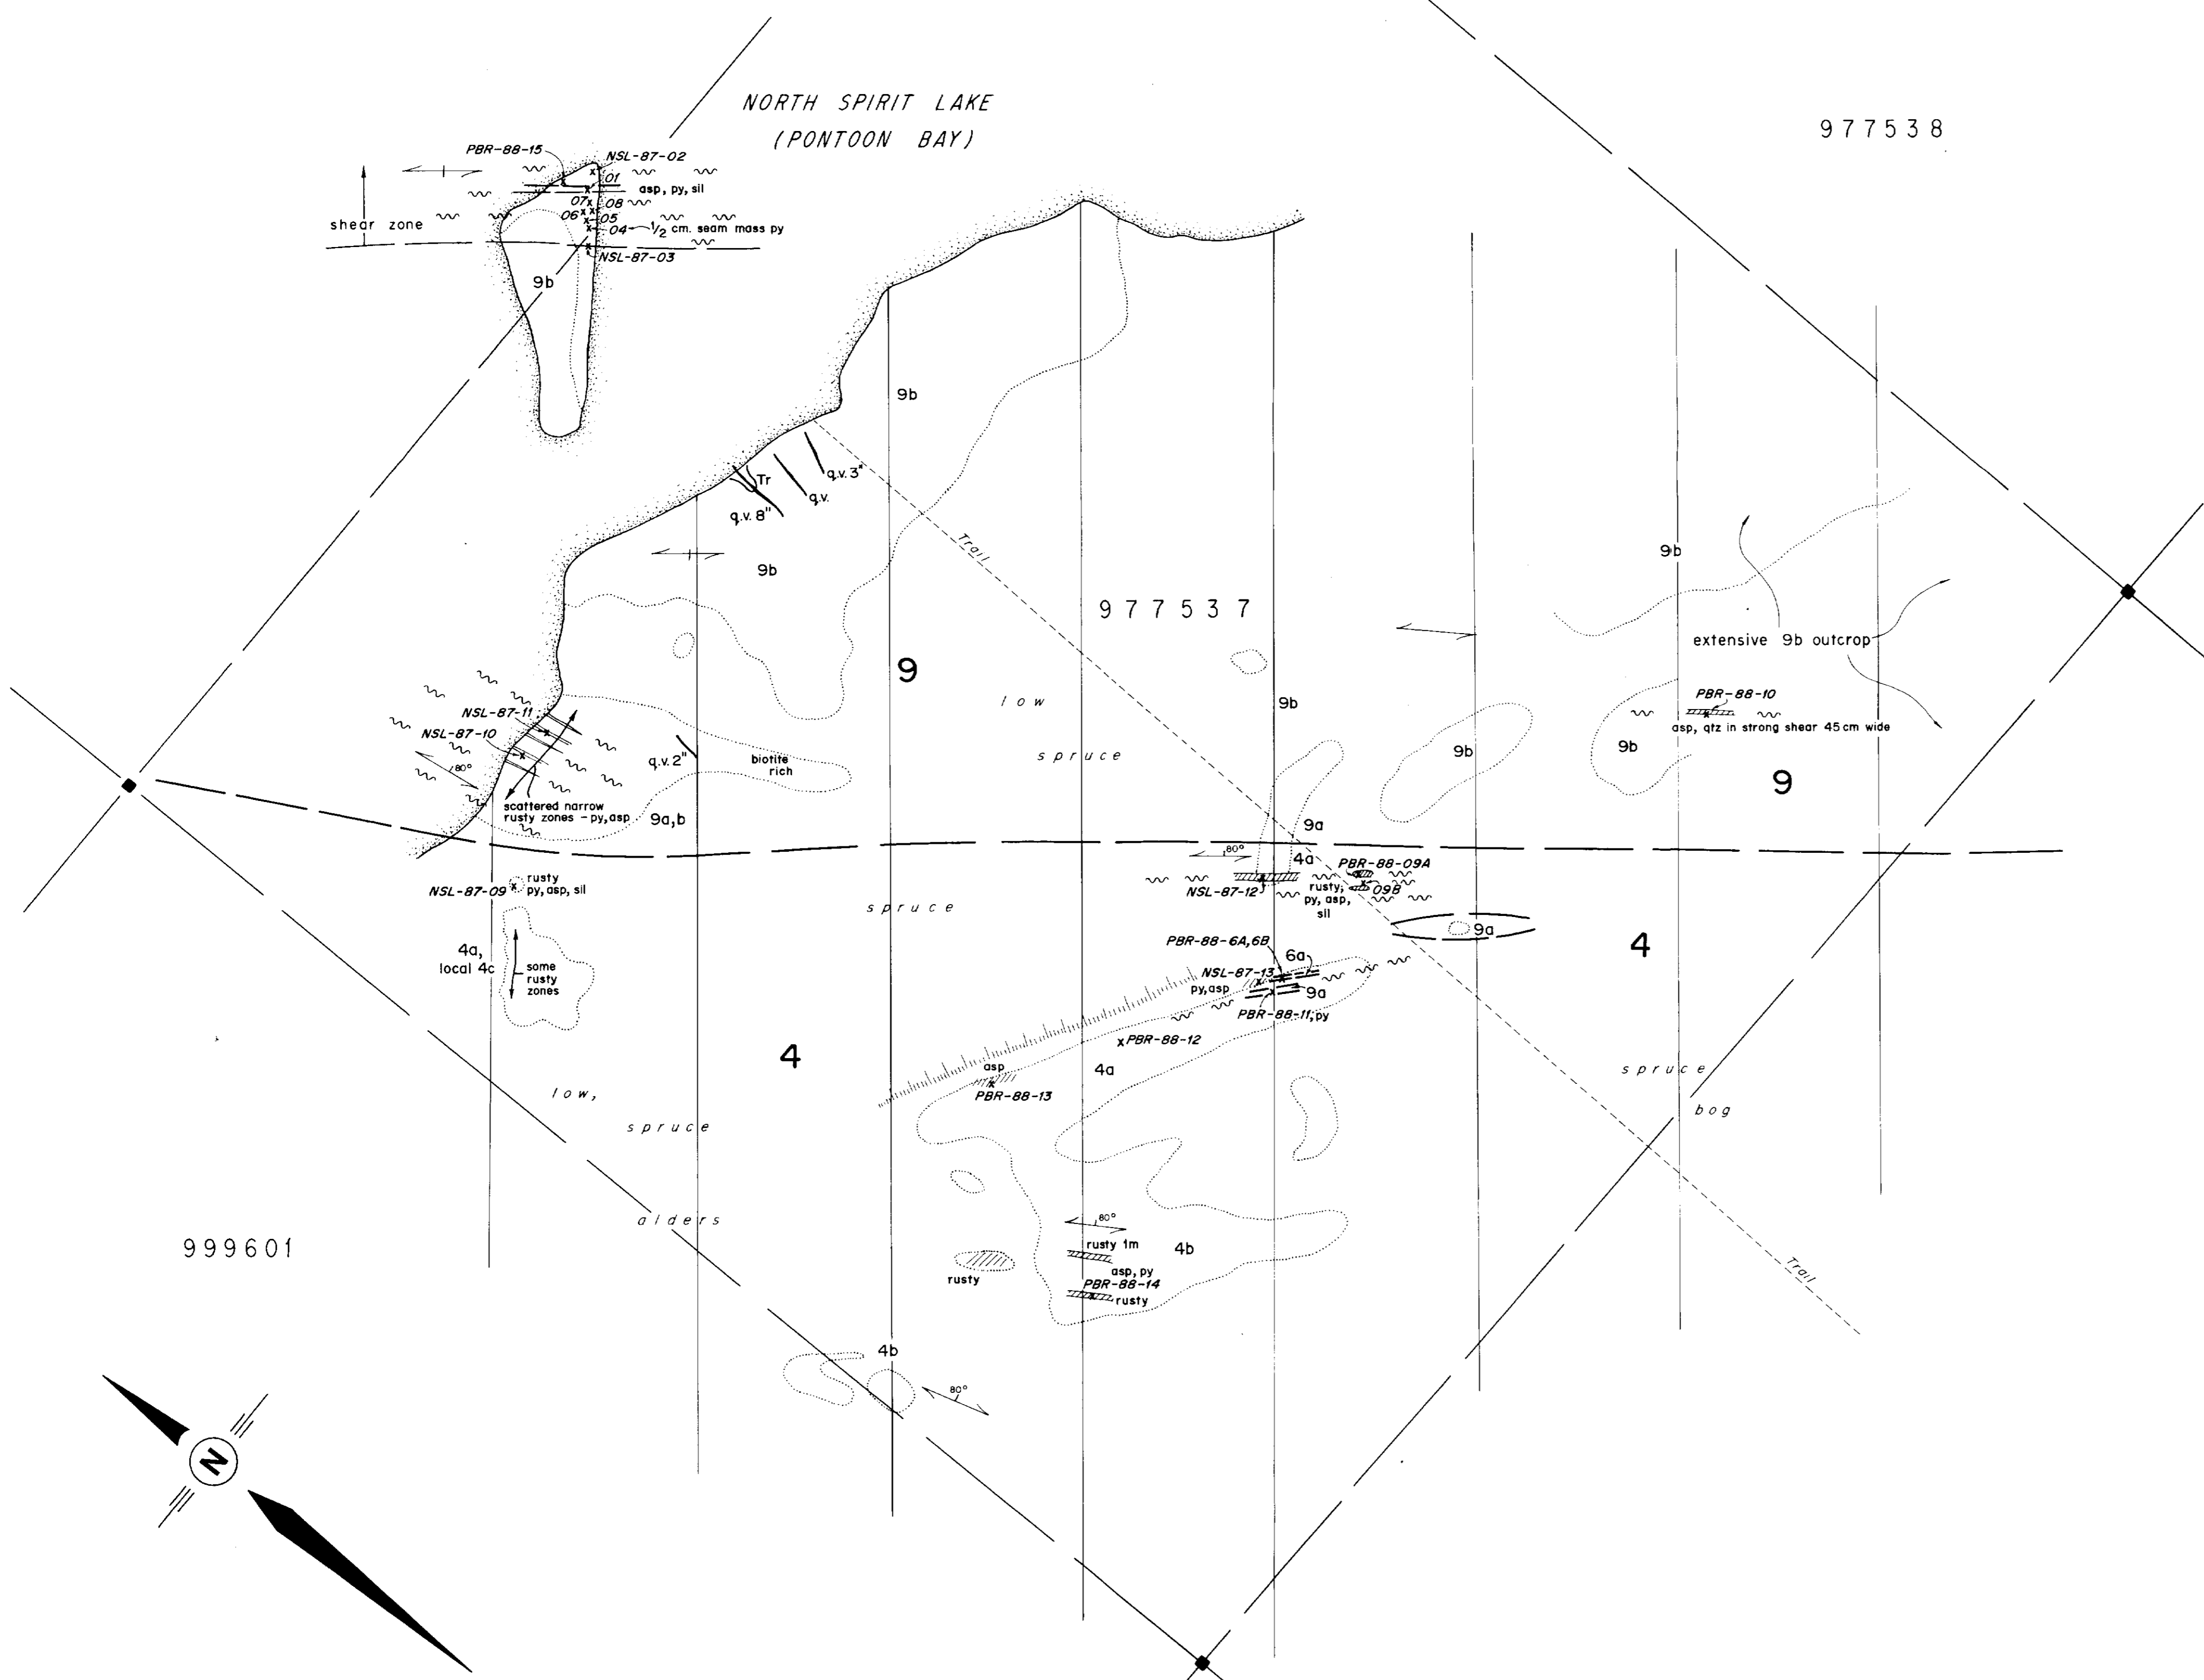 NORTH SPIRIT LAKE
(PONTOON BAY)
977538
PBR-88-15
NSL-87-02
01
asp, py, sil
07
08
06
05
04
1/2 cm. seam mass py
NSL-87-03
shear zone
9b
9b
q.v. 3"
Tr
q.v.
q.v. 8"
Trail
9b
9b
977537
extensive 9b outcrop
9
low
PBR-88-10
9b
asp, qtz in strong shear 45 cm wide
NSL-87-11
NSL-87-10
80°
q.v. 2"
biotite
rich
spruce
9b
9b
9
scattered narrow
rusty zones - py, asp
9a,b
9a
80°
4a
PBR-88-09A
NSL-87-09
rusty
py, asp, sil
NSL-87-12
rusty;
py, asp,
sil
09B
spruce
9a
4
4a,
local 4c
some
rusty
zones
PBR-88-6A,6B
6a
NSL-87-13
py, asp
9a
PBR-88-11; py
PBR-88-12
4
asp
4a
PBR-88-13
spruce
bog
low,
spruce
alders
999601
80°
rusty 1m
4b
asp, py
rusty
PBR-88-14
rusty
Trail
4b
80°
N